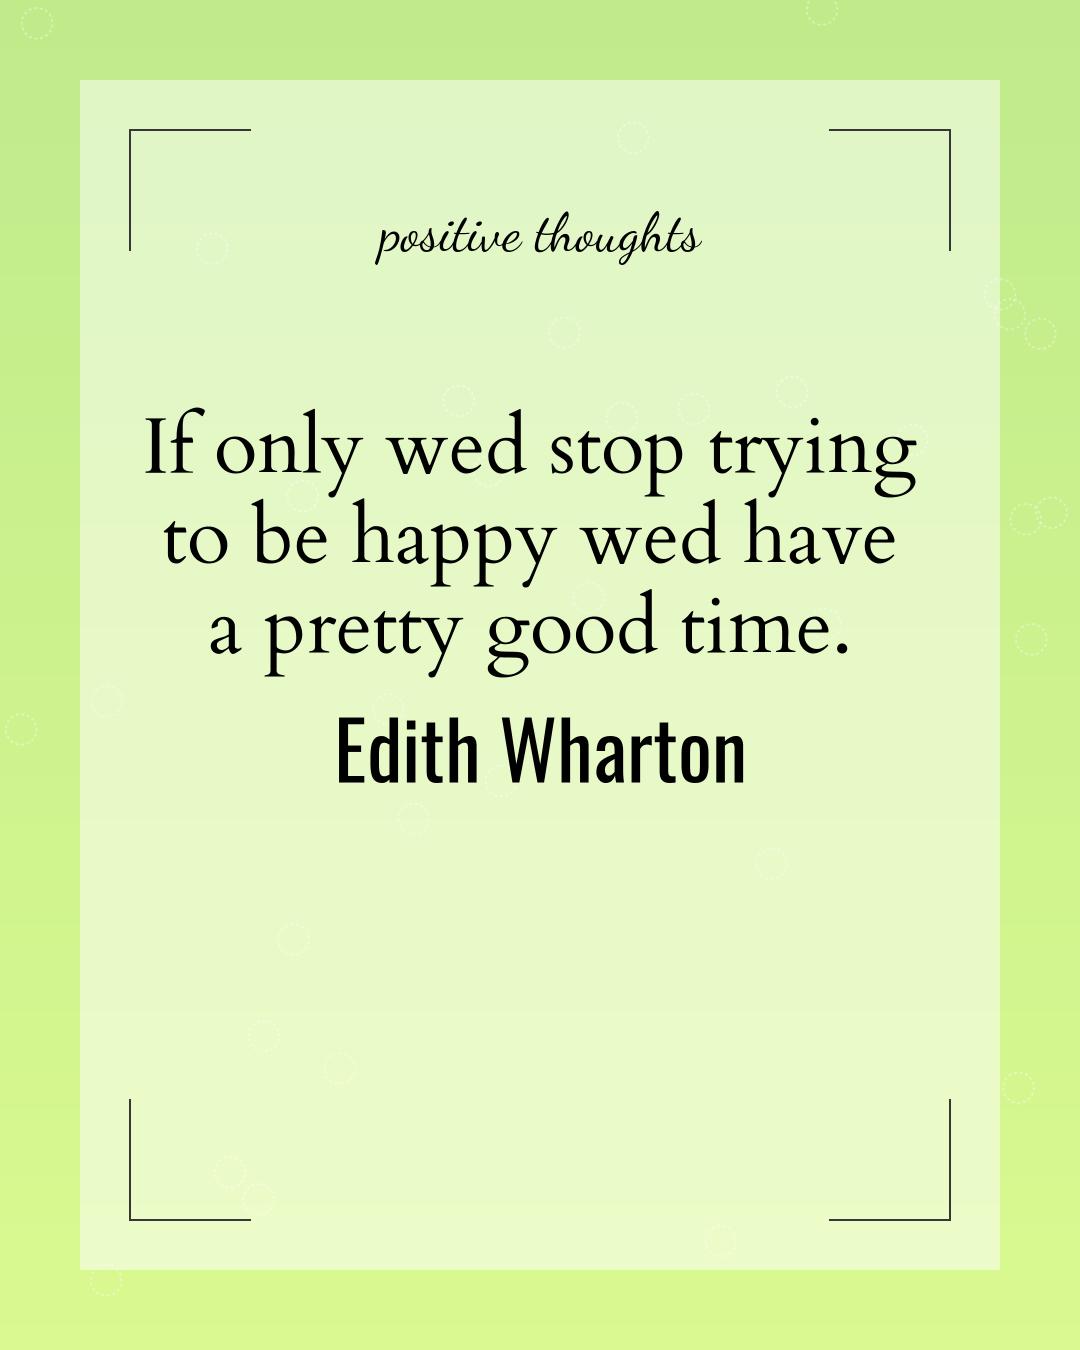 positive thoughts
If only wed stop trying
to be happy wed have
a pretty good time.
Edith Wharton